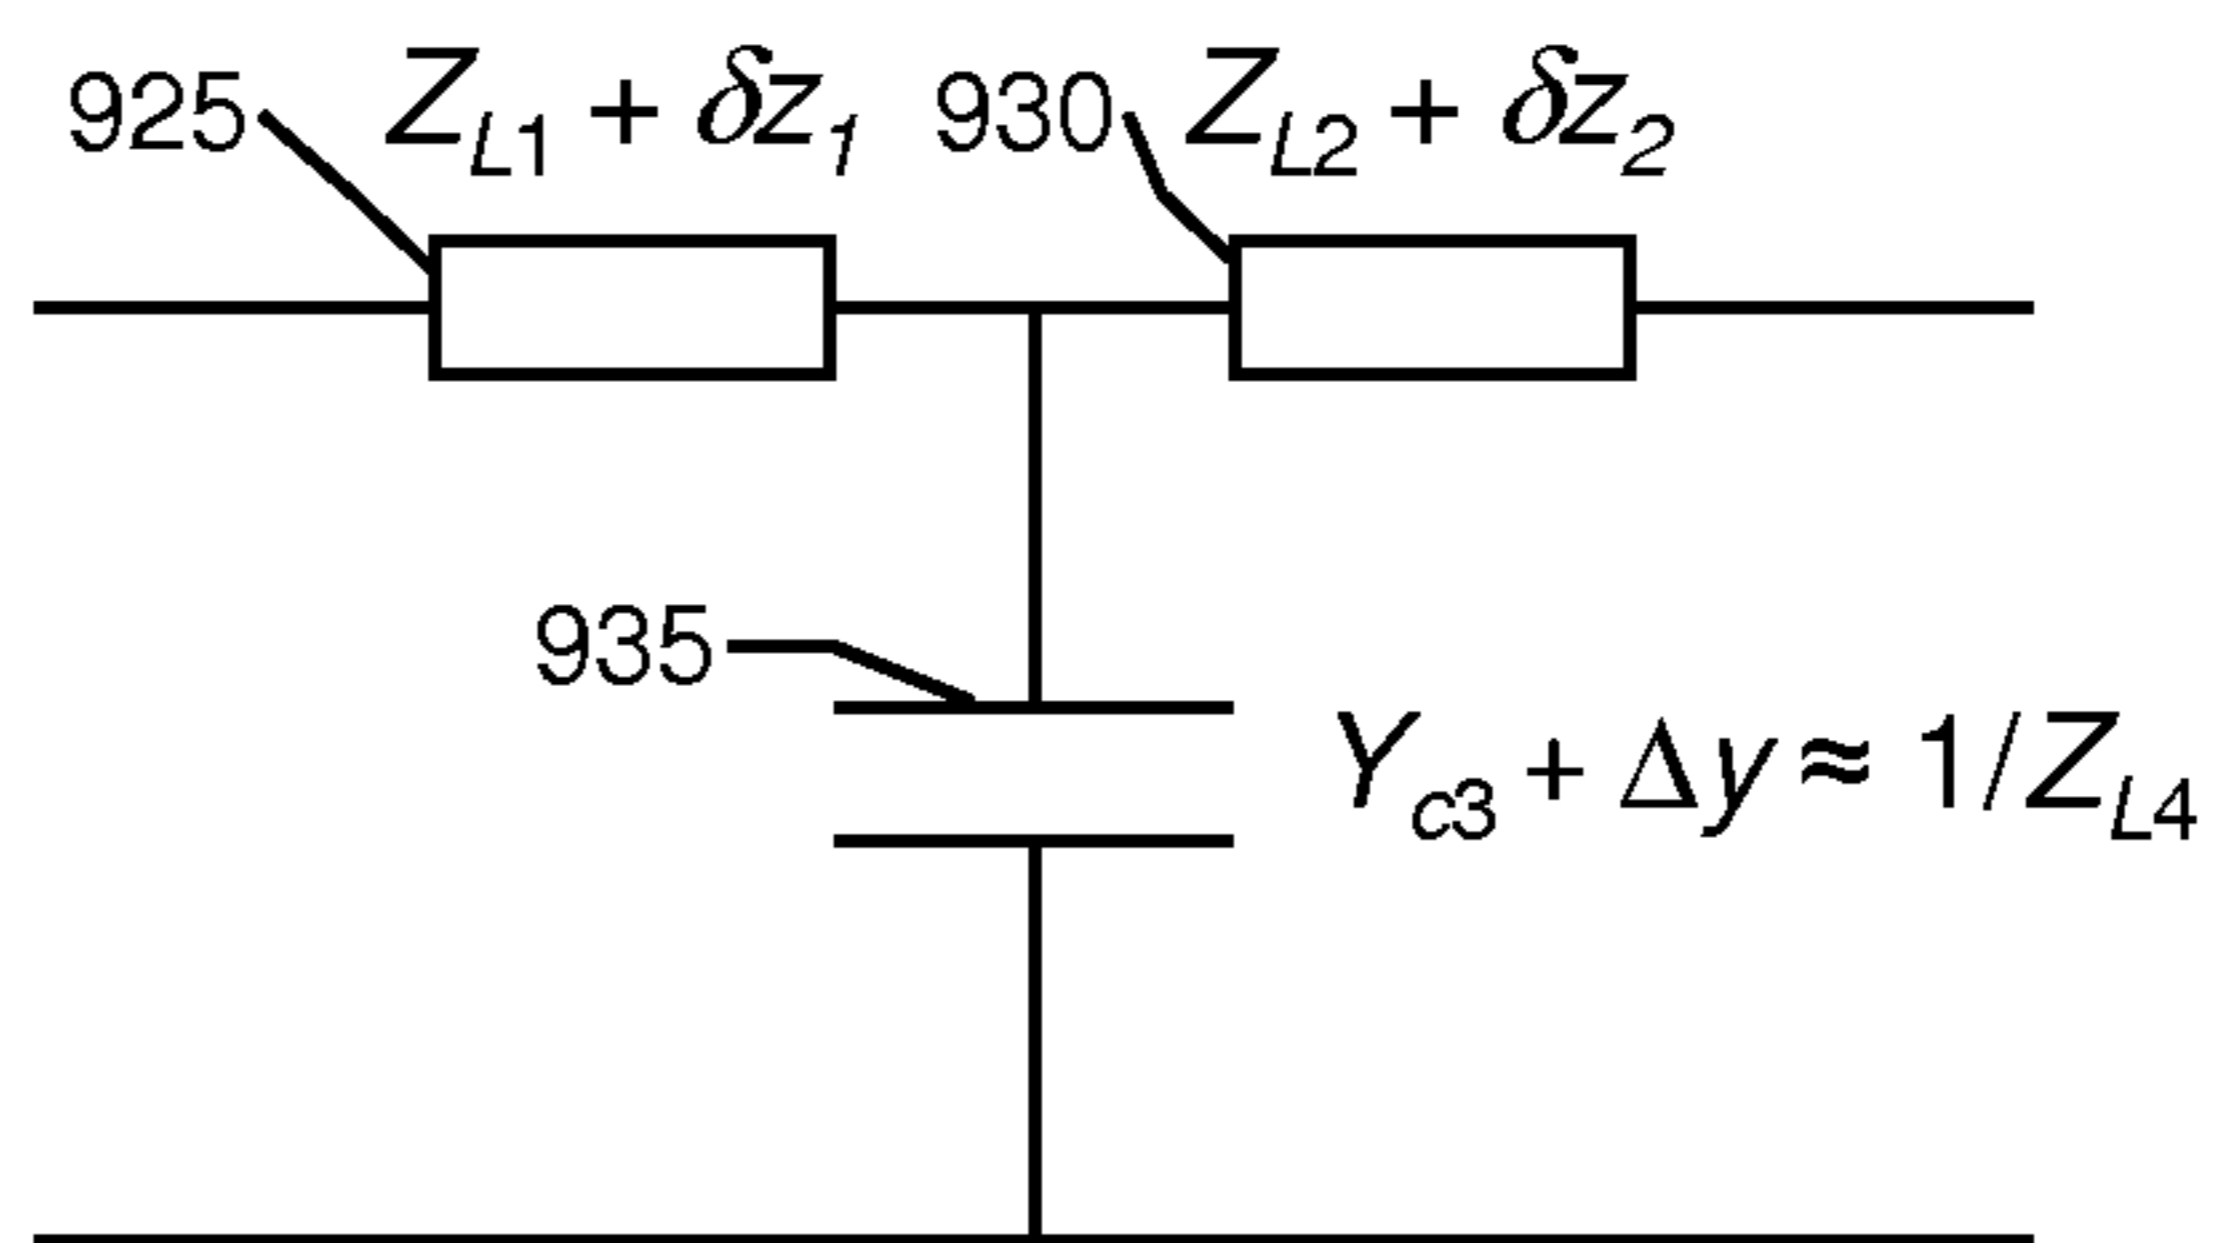 925 Z_{L1} + δz_1 930 Z_{L2} + δz_2
935
Y_{c3} + Δy ≈ 1/Z_{L4}